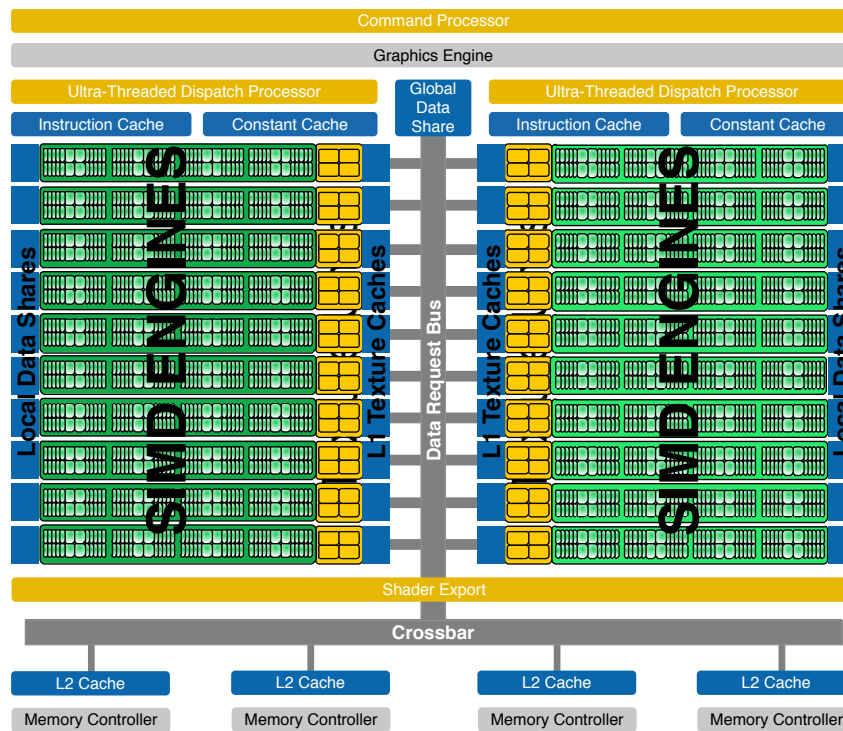 Command Processor
Graphics Engine
Ultra-Threaded Dispatch Processor
Global
Data
Share
Ultra-Threaded Dispatch Processor
Instruction Cache
Constant Cache
Instruction Cache
Constant Cache
Local Data Shares
SIMD ENGINES
L1 Texture Caches
Data Request Bus
L1 Texture Caches
SIMD ENGINES
Local Data Shares
Shader Export
Crossbar
L2 Cache
L2 Cache
L2 Cache
L2 Cache
Memory Controller
Memory Controller
Memory Controller
Memory Controller